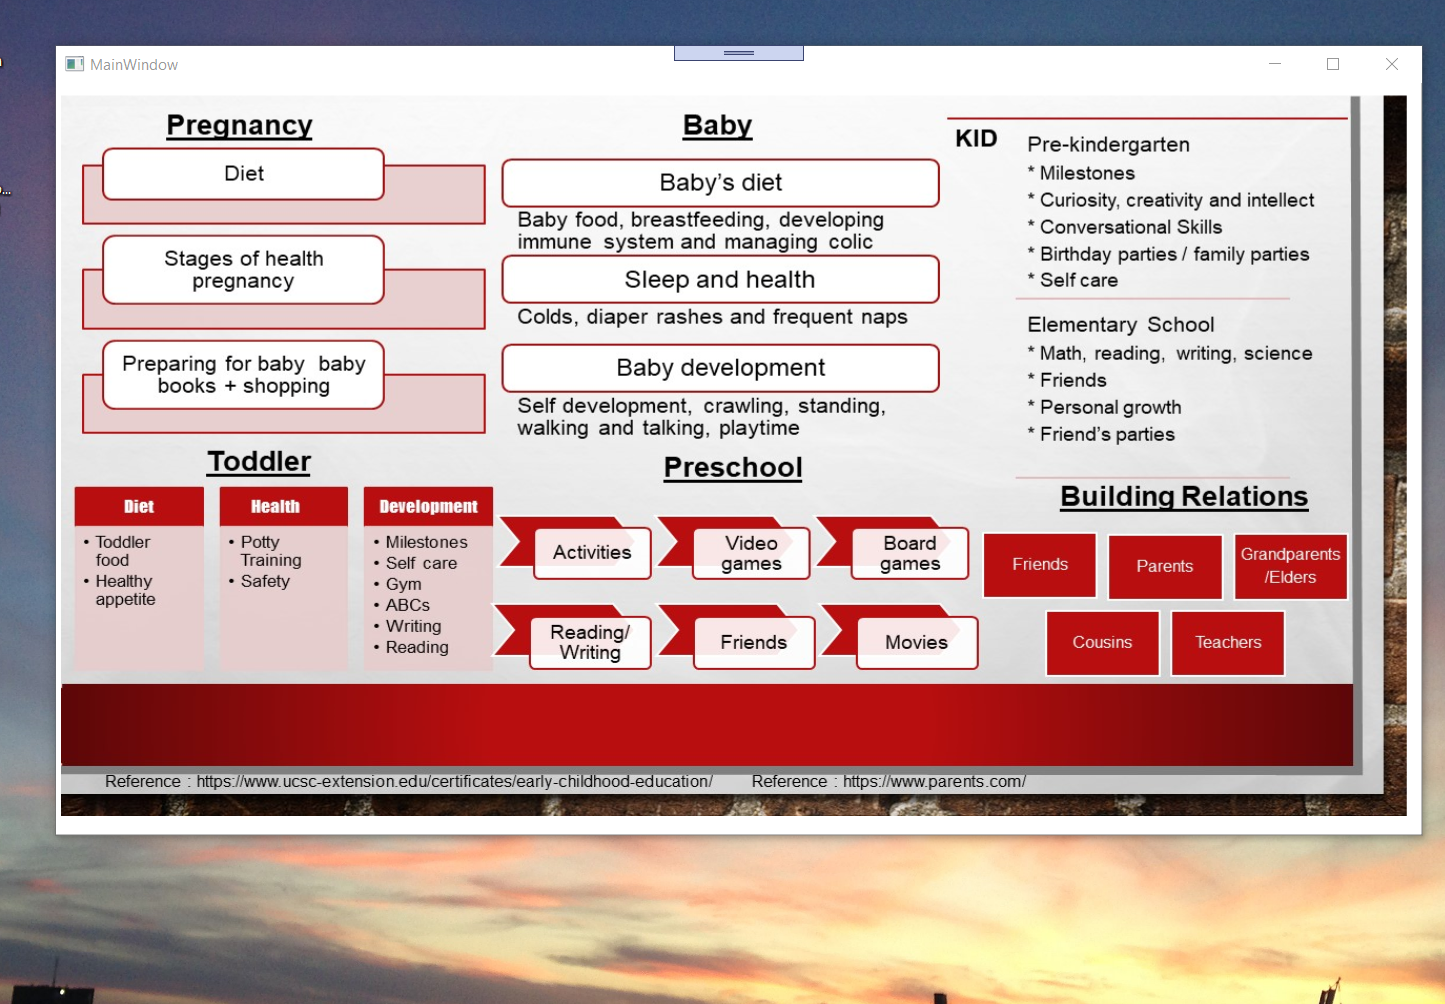 MainWindow
Pregnancy
Diet
Stages of health
pregnancy
Preparing for baby baby
books + shopping
Baby
Baby's diet
Baby food, breastfeeding, developing
immune system and managing colic
Sleep and health
Colds, diaper rashes and frequent naps
Baby development
Self development, crawling, standing,
walking and talking, playtime
KID
Pre-kindergarten
* Milestones
* Curiosity, creativity and intellect
* Conversational Skills
* Birthday parties / family parties
* Self care
Elementary School
* Math, reading, writing, science
* Friends
* Personal growth
* Friend's parties
Toddler
Diet
• Toddler
food
• Healthy
appetite
Health
• Potty
Training
• Safety
Development
• Milestones
• Self care
• Gym
• ABCs
• Writing
• Reading
Preschool
Activities
Video
games
Board
games
Reading/
Writing
Friends
Movies
Building Relations
Friends
Parents
Grandparents
/Elders
Cousins
Teachers
Reference : https://www.ucsc-extension.edu/certificates/early-childhood-education/
Reference : https://www.parents.com/